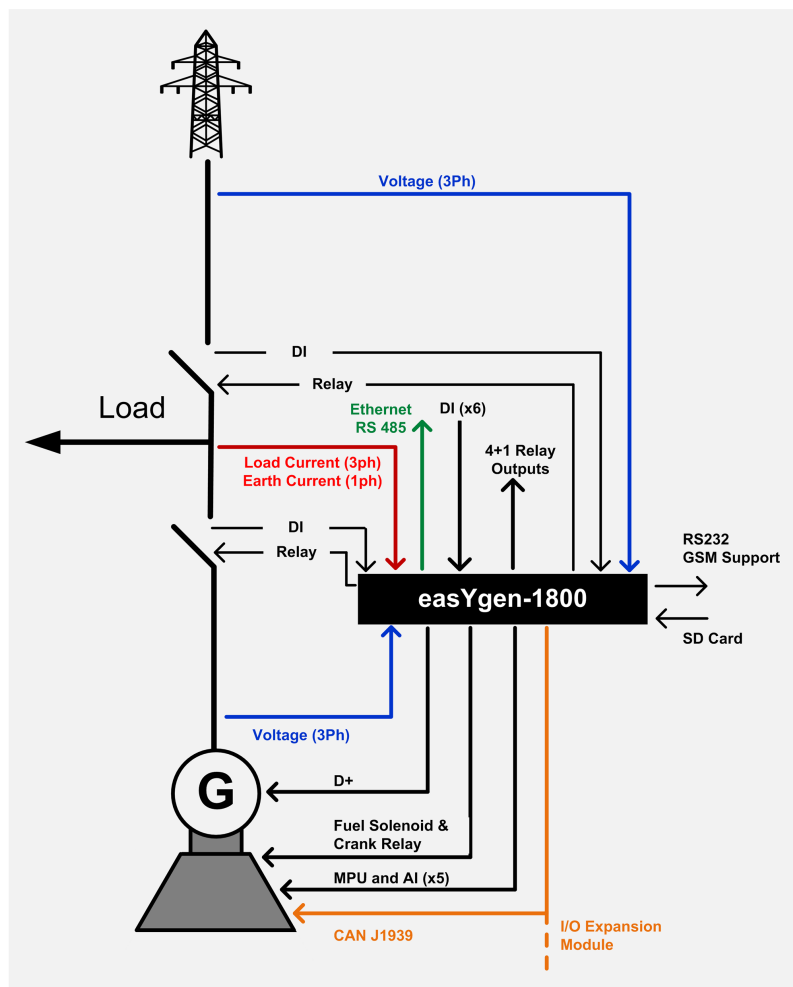 Voltage (3Ph)
DI
Relay
Load
Ethernet
RS 485
DI (x6)
4+1 Relay
Outputs
Load Current (3ph)
Earth Current (1ph)
DI
Relay
RS232
GSM Support
easYgen-1800
SD Card
Voltage (3Ph)
G
D+
Fuel Solenoid &
Crank Relay
MPU and AI (x5)
CAN J1939
I/O Expansion
Module